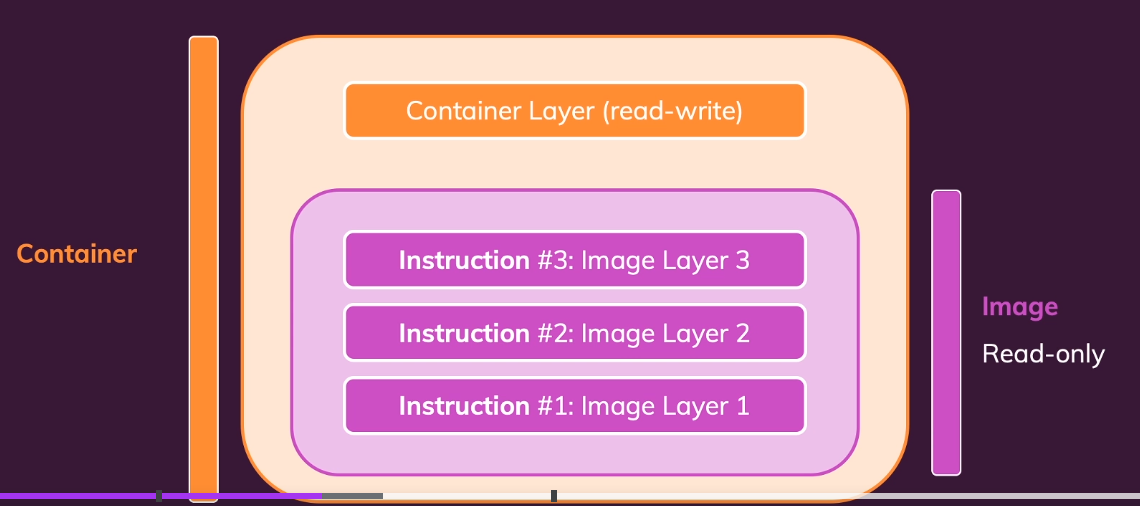 Container Layer (read-write)
Container
Instruction #3: Image Layer 3
Instruction #2: Image Layer 2
Instruction #1: Image Layer 1
Image
Read-only